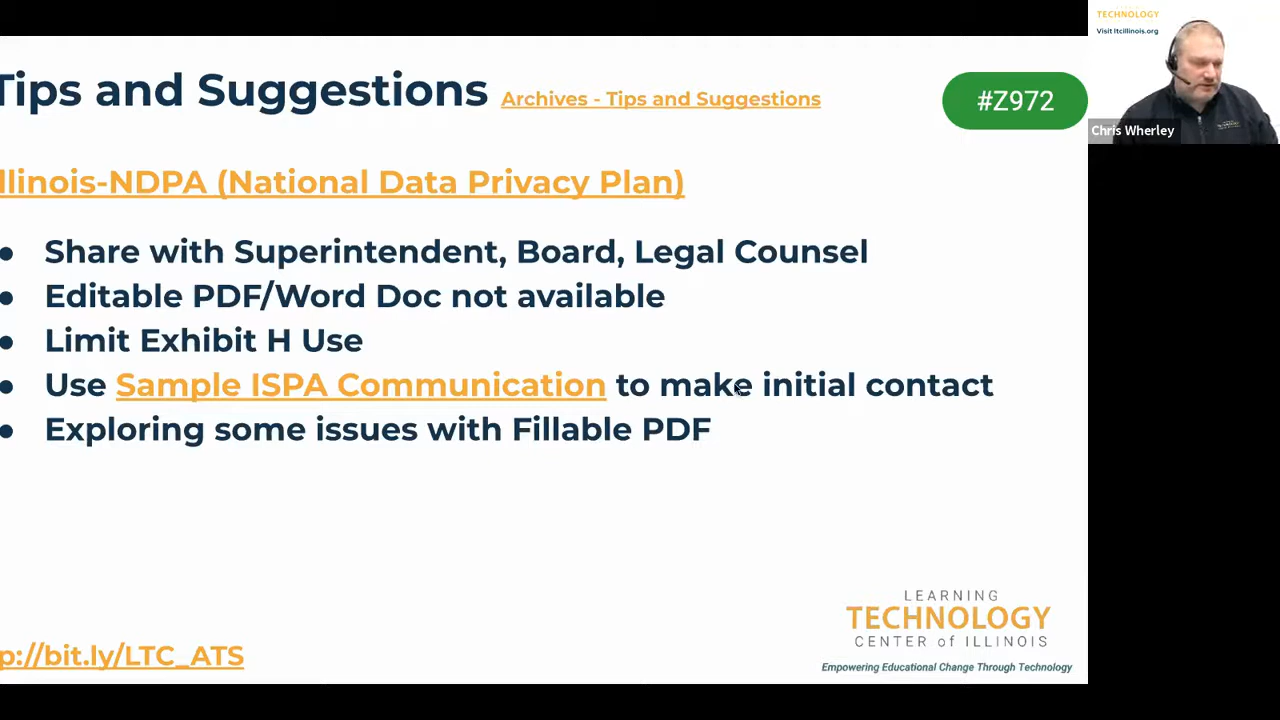 Tips and Suggestions Archives - Tips and Suggestions
#Z972
llinois-NDPA (National Data Privacy Plan)
● Share with Superintendent, Board, Legal Counsel
● Editable PDF/Word Doc not available
● Limit Exhibit H Use
● Use Sample ISPA Communication to make initial contact
● Exploring some issues with Fillable PDF
p://bit.ly/LTC_ATS
LEARNING
TECHNOLOGY
CENTER of ILLINOIS
Empowering Educational Change Through Technology
TECHNOLOGY
Visit ltcillinois.org
Chris Wherley